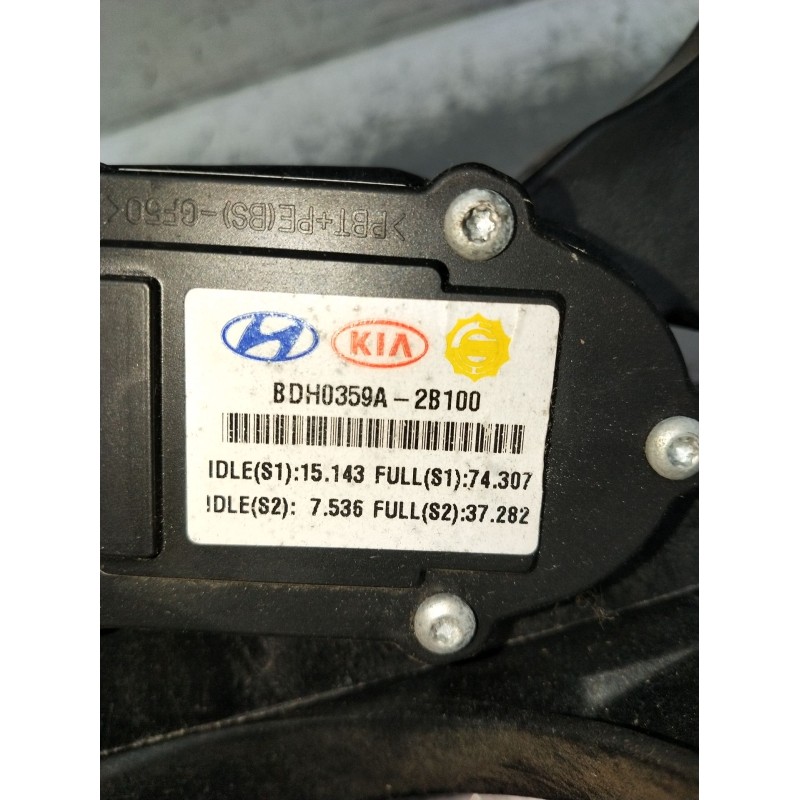 >PBT+PE(BS)-GF50<
KIA
BDH0359A-2B100
IDLE(S1):15.143 FULL(S1):74.307
IDLE(S2): 7.536 FULL(S2):37.282